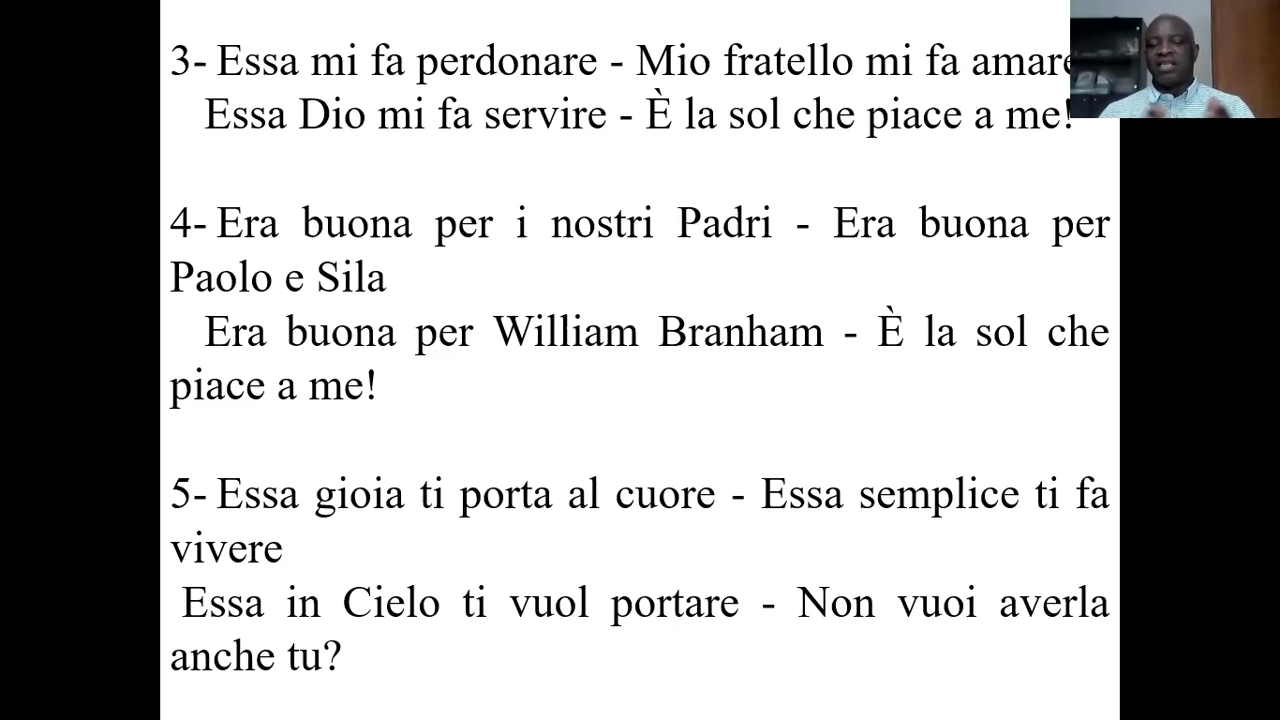 3- Essa mi fa perdonare - Mio fratello mi fa amare
Essa Dio mi fa servire - È la sol che piace a me!
4- Era buona per i nostri Padri - Era buona per
Paolo e Sila
Era buona per William Branham - È la sol che
piace a me!
5- Essa gioia ti porta al cuore - Essa semplice ti fa
vivere
Essa in Cielo ti vuol portare - Non vuoi averla
anche tu?